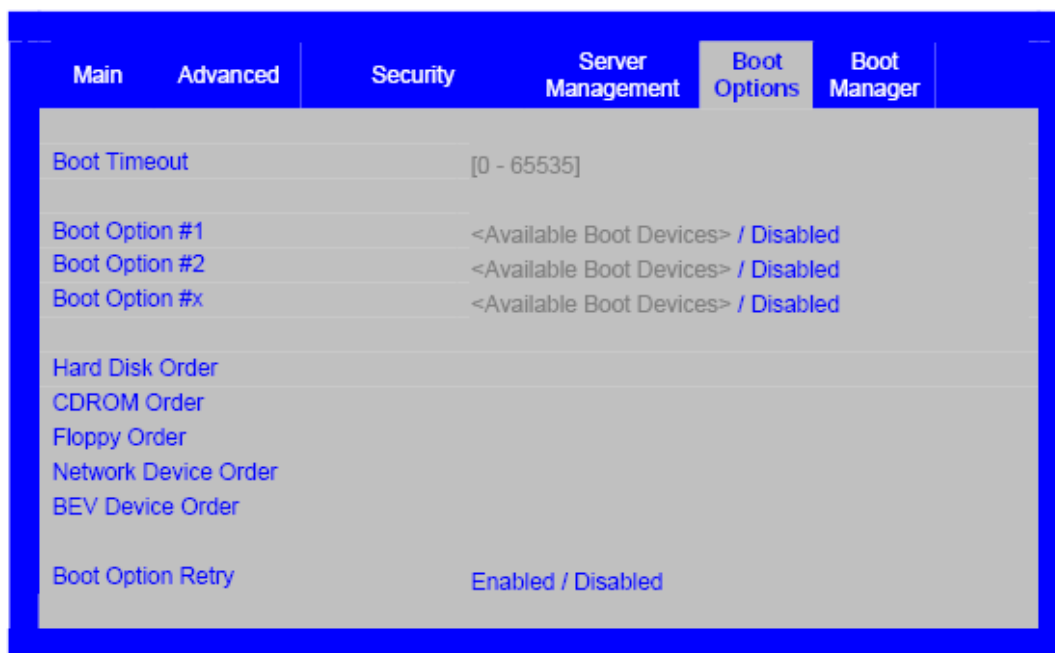 Main Advanced Security Server Management Boot Options Boot Manager
Boot Timeout [0 - 65535]
Boot Option #1 <Available Boot Devices> / Disabled
Boot Option #2 <Available Boot Devices> / Disabled
Boot Option #x <Available Boot Devices> / Disabled
Hard Disk Order
CDROM Order
Floppy Order
Network Device Order
BEV Device Order
Boot Option Retry Enabled / Disabled